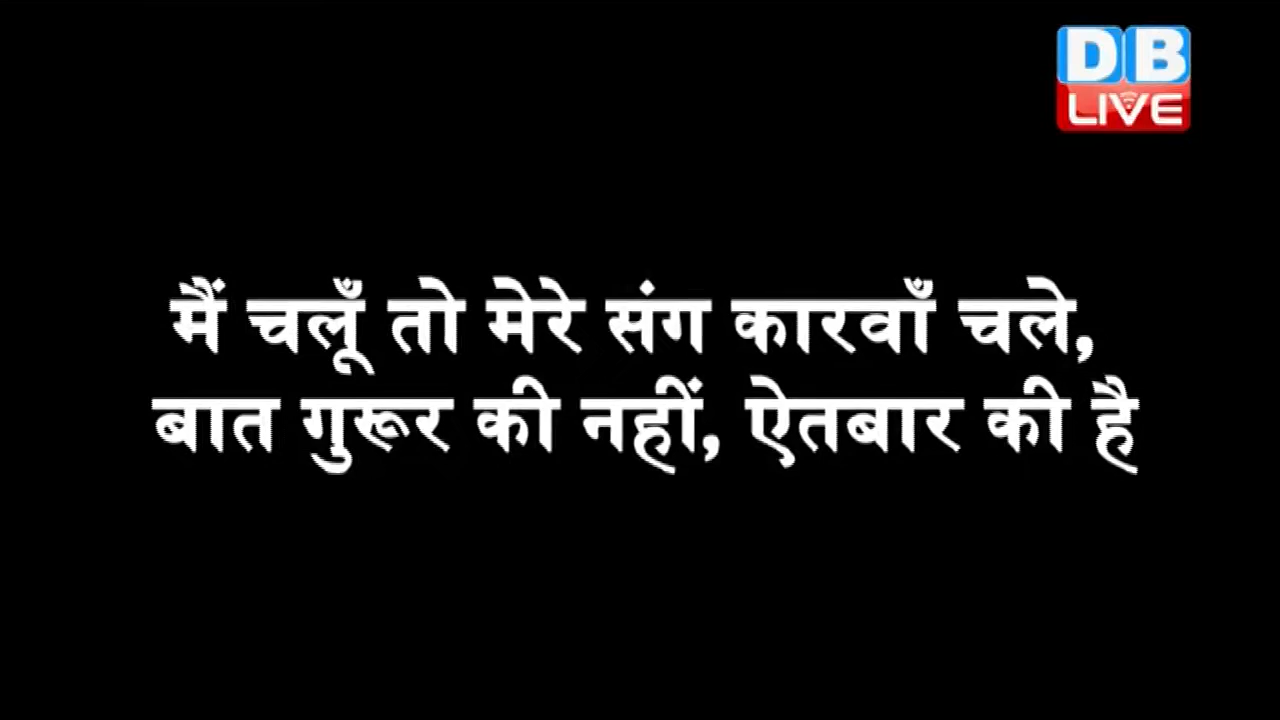 DB
LIVE
मैं चलूँ तो मेरे संग कारवाँ चले,
बात गुरूर की नहीं, ऐतबार की है